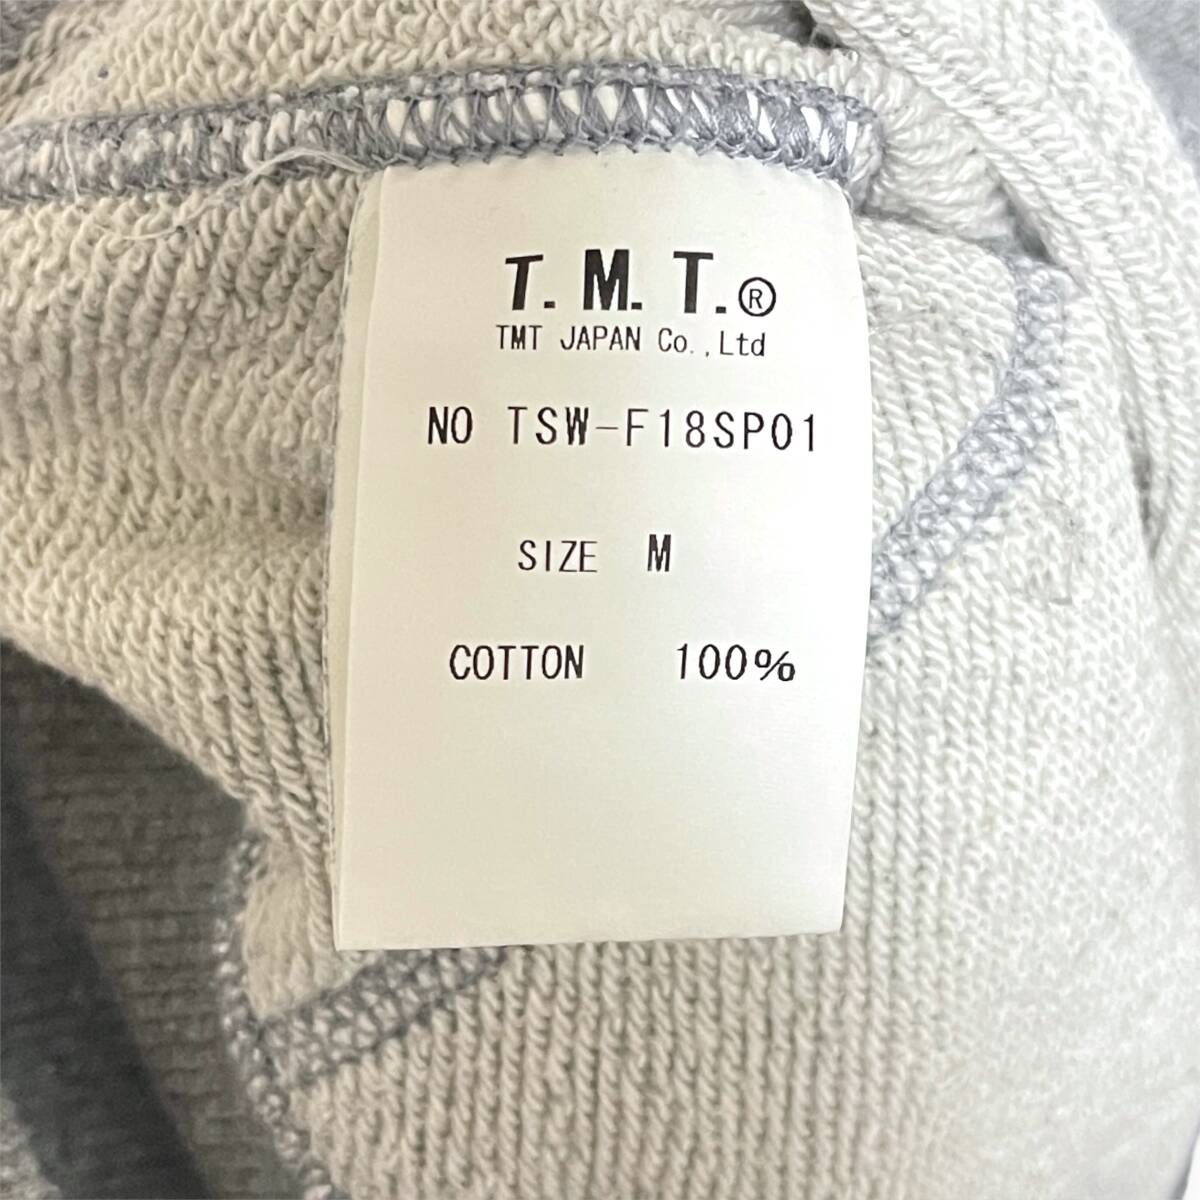 T.M.T.®
TMT JAPAN Co.,Ltd
NO TSW-F18SP01
SIZE M
COTTON 100%